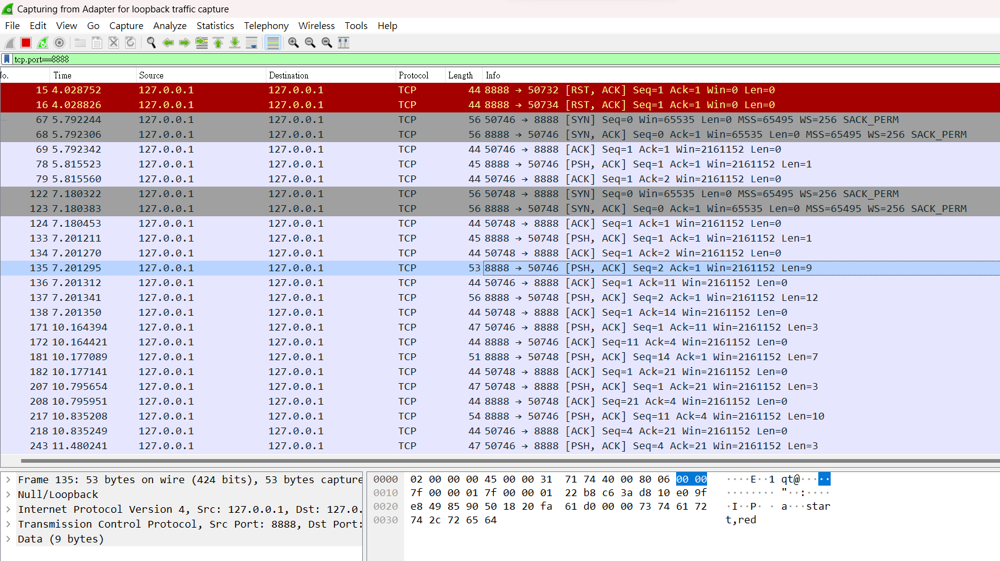 Capturing from Adapter for loopback traffic capture
File Edit View Go Capture Analyze Statistics Telephony Wireless Tools Help
tcp.port==8888
No. Time Source Destination Protocol Length Info
15 4.028752 127.0.0.1 127.0.0.1 TCP 44 8888 → 50732 [RST, ACK] Seq=1 Ack=1 Win=0 Len=0
16 4.028826 127.0.0.1 127.0.0.1 TCP 44 8888 → 50734 [RST, ACK] Seq=1 Ack=1 Win=0 Len=0
67 5.792244 127.0.0.1 127.0.0.1 TCP 56 50746 → 8888 [SYN] Seq=0 Win=65535 Len=0 MSS=65495 WS=256 SACK_PERM
68 5.792306 127.0.0.1 127.0.0.1 TCP 56 8888 → 50746 [SYN, ACK] Seq=0 Ack=1 Win=65535 Len=0 MSS=65495 WS=256 SACK_PERM
69 5.792342 127.0.0.1 127.0.0.1 TCP 44 50746 → 8888 [ACK] Seq=1 Ack=1 Win=2161152 Len=0
78 5.815523 127.0.0.1 127.0.0.1 TCP 45 8888 → 50746 [PSH, ACK] Seq=1 Ack=1 Win=2161152 Len=1
79 5.815560 127.0.0.1 127.0.0.1 TCP 44 50746 → 8888 [ACK] Seq=1 Ack=2 Win=2161152 Len=0
122 7.180322 127.0.0.1 127.0.0.1 TCP 56 50748 → 8888 [SYN] Seq=0 Win=65535 Len=0 MSS=65495 WS=256 SACK_PERM
123 7.180383 127.0.0.1 127.0.0.1 TCP 56 8888 → 50748 [SYN, ACK] Seq=0 Ack=1 Win=65535 Len=0 MSS=65495 WS=256 SACK_PERM
124 7.180453 127.0.0.1 127.0.0.1 TCP 44 50748 → 8888 [ACK] Seq=1 Ack=1 Win=2161152 Len=0
133 7.201211 127.0.0.1 127.0.0.1 TCP 45 8888 → 50748 [PSH, ACK] Seq=1 Ack=1 Win=2161152 Len=1
134 7.201270 127.0.0.1 127.0.0.1 TCP 44 50748 → 8888 [ACK] Seq=1 Ack=2 Win=2161152 Len=0
135 7.201295 127.0.0.1 127.0.0.1 TCP 53 8888 → 50746 [PSH, ACK] Seq=2 Ack=1 Win=2161152 Len=9
136 7.201312 127.0.0.1 127.0.0.1 TCP 44 50746 → 8888 [ACK] Seq=1 Ack=11 Win=2161152 Len=0
137 7.201341 127.0.0.1 127.0.0.1 TCP 56 8888 → 50748 [PSH, ACK] Seq=2 Ack=1 Win=2161152 Len=12
138 7.201350 127.0.0.1 127.0.0.1 TCP 44 50748 → 8888 [ACK] Seq=1 Ack=14 Win=2161152 Len=0
171 10.164394 127.0.0.1 127.0.0.1 TCP 47 50746 → 8888 [PSH, ACK] Seq=1 Ack=11 Win=2161152 Len=3
172 10.164421 127.0.0.1 127.0.0.1 TCP 44 8888 → 50746 [ACK] Seq=11 Ack=4 Win=2161152 Len=0
181 10.177089 127.0.0.1 127.0.0.1 TCP 51 8888 → 50748 [PSH, ACK] Seq=14 Ack=1 Win=2161152 Len=7
182 10.177141 127.0.0.1 127.0.0.1 TCP 44 50748 → 8888 [ACK] Seq=1 Ack=21 Win=2161152 Len=0
207 10.795654 127.0.0.1 127.0.0.1 TCP 47 50748 → 8888 [PSH, ACK] Seq=1 Ack=21 Win=2161152 Len=3
208 10.795951 127.0.0.1 127.0.0.1 TCP 44 8888 → 50748 [ACK] Seq=21 Ack=4 Win=2161152 Len=0
217 10.835208 127.0.0.1 127.0.0.1 TCP 54 8888 → 50746 [PSH, ACK] Seq=11 Ack=4 Win=2161152 Len=10
218 10.835249 127.0.0.1 127.0.0.1 TCP 44 50746 → 8888 [ACK] Seq=4 Ack=21 Win=2161152 Len=0
243 11.480241 127.0.0.1 127.0.0.1 TCP 47 50746 → 8888 [PSH, ACK] Seq=4 Ack=21 Win=2161152 Len=3
Frame 135: 53 bytes on wire (424 bits), 53 bytes capture
Null/Loopback
Internet Protocol Version 4, Src: 127.0.0.1, Dst: 127.0.
Transmission Control Protocol, Src Port: 8888, Dst Port:
Data (9 bytes)
0000 02 00 00 00 45 00 00 31 71 74 40 00 80 06 00 00 ····E··1 qt@·····
0010 7f 00 00 01 7f 00 00 01 22 b8 c6 3a d8 10 e0 9f ········ "··:····
0020 e8 49 85 90 50 18 20 fa 61 d0 00 00 73 74 61 72 ·I··P· · a···star
0030 74 2c 72 65 64 t,red